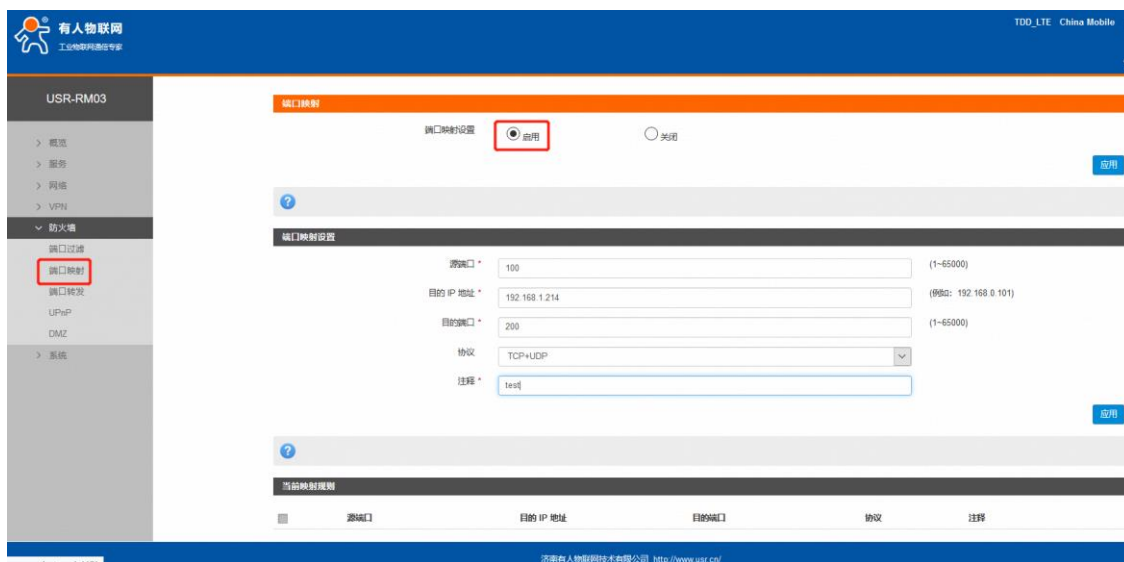 有人物联网
工业物联网通信专家
TDD_LTE China Mobile
USR-RM03
> 概览
> 服务
> 网络
> VPN
防火墙
端口过滤
端口映射
端口转发
UPnP
DMZ
> 系统
端口映射
端口映射设置 启用 关闭
应用
?
端口映射设置
源端口 * 100 (1~65000)
目的 IP 地址 * 192.168.1.214 (例如: 192.168.0.101)
目的端口 * 200 (1~65000)
协议 TCP+UDP
注释 * test
应用
?
当前映射规则
源端口 目的 IP 地址 目的端口 协议 注释
济南有人物联网技术有限公司 http://www.usr.cn/